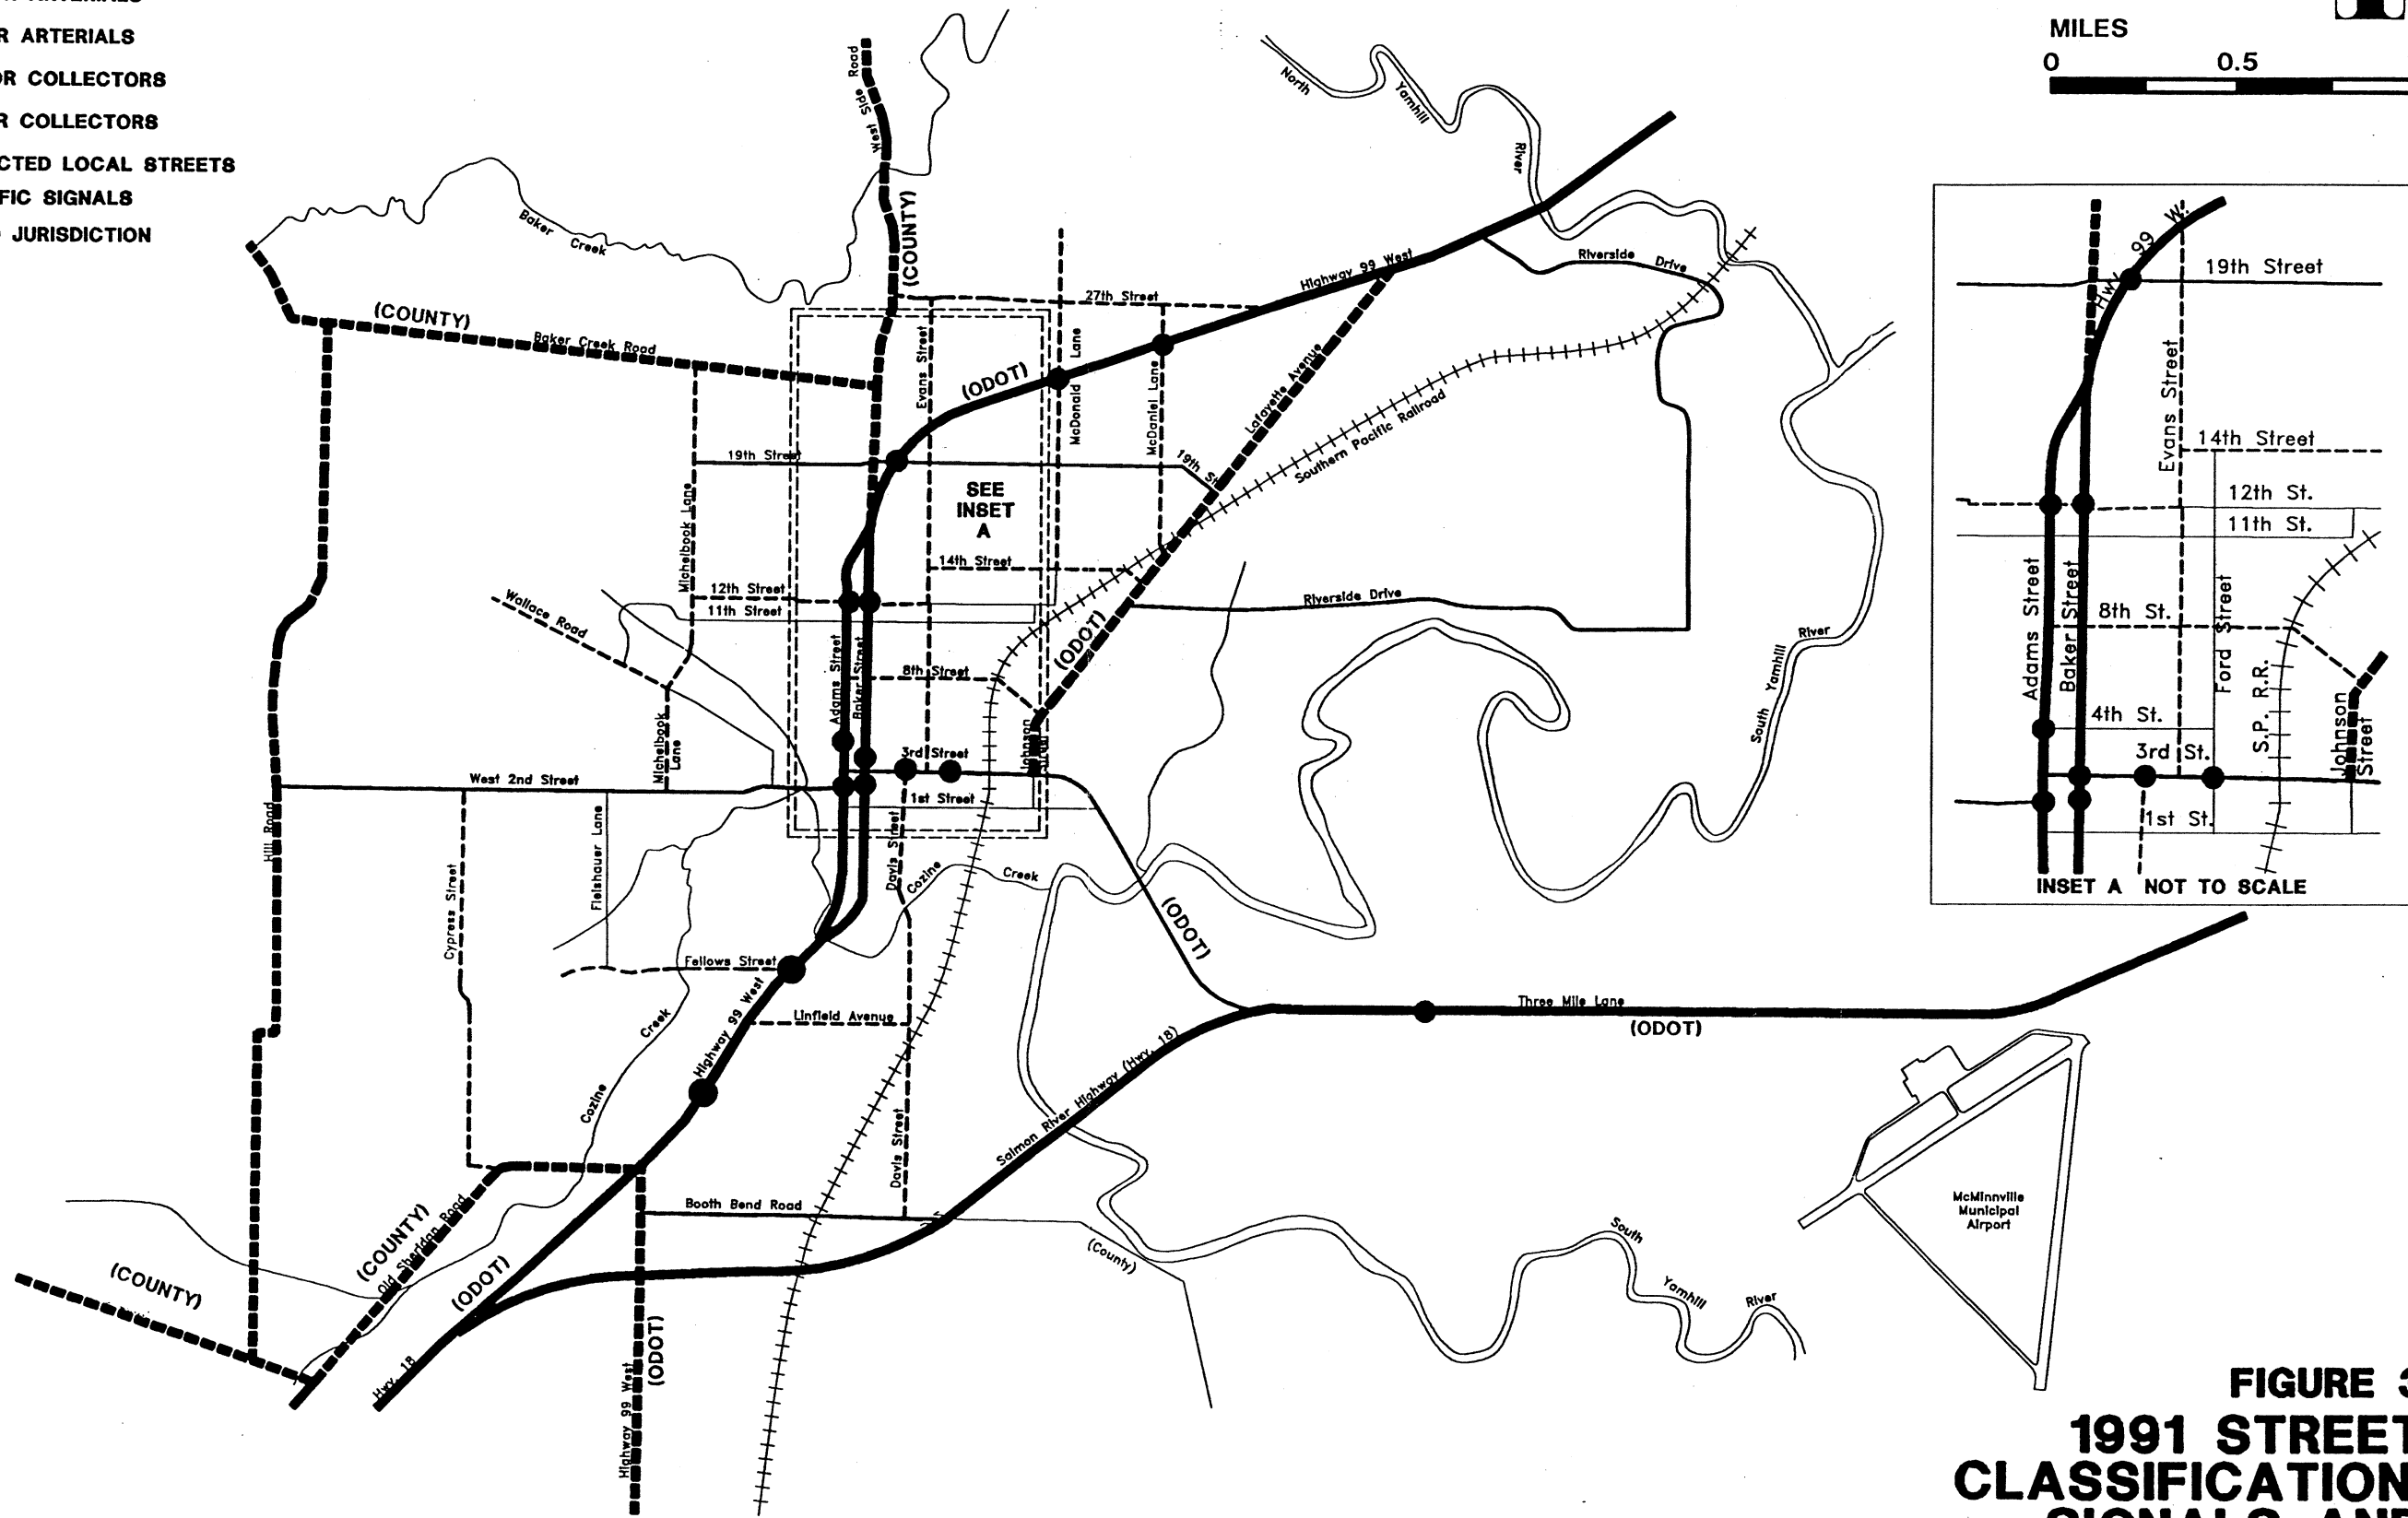 R ARTERIALS
OR COLLECTORS
R COLLECTORS
CTED LOCAL STREETS
FIC SIGNALS
JURISDICTION
MILES
0 0.5
West Side Road
(COUNTY)
North Yamhill River
Baker Creek
(COUNTY)
Baker Creek Road
27th Street
Highway 99 West
Riverside Drive
Evans Street
McDonald Lane
McDaniel Lane
Lafayette Avenue
(ODOT)
Southern Pacific Railroad
19th Street
19th St.
SEE
INSET
A
Michelbook Lane
14th Street
12th Street
11th Street
Wallace Road
Riverside Drive
(ODOT)
Adams Street
Baker Street
8th Street
Michelbook
Lane
3rd Street
Johnson
West 2nd Street
1st Street
South Yamhill River
Hill Road
Cypress Street
Fleishauer Lane
Davis Street
Cozine Creek
(ODOT)
Fellows Street
Highway 99 West
Linfield Avenue
Three Mile Lane
(ODOT)
Cozine Creek
Davis Street
Salmon River Highway (Hwy. 18)
Booth Bend Road
(County)
(COUNTY)
Old Sheridan Road
(COUNTY)
(ODOT)
Hwy. 18
Highway 99 West
(ODOT)
South Yamhill River
McMinnville
Municipal
Airport
Hwy 99 W.
19th Street
Evans Street
14th Street
12th St.
11th St.
Adams Street
Baker Street
8th St.
Ford Street
4th St.
S.P. R.R.
3rd St.
Johnson
Street
1st St.
INSET A NOT TO SCALE
FIGURE
1991 STREET
CLASSIFICATION